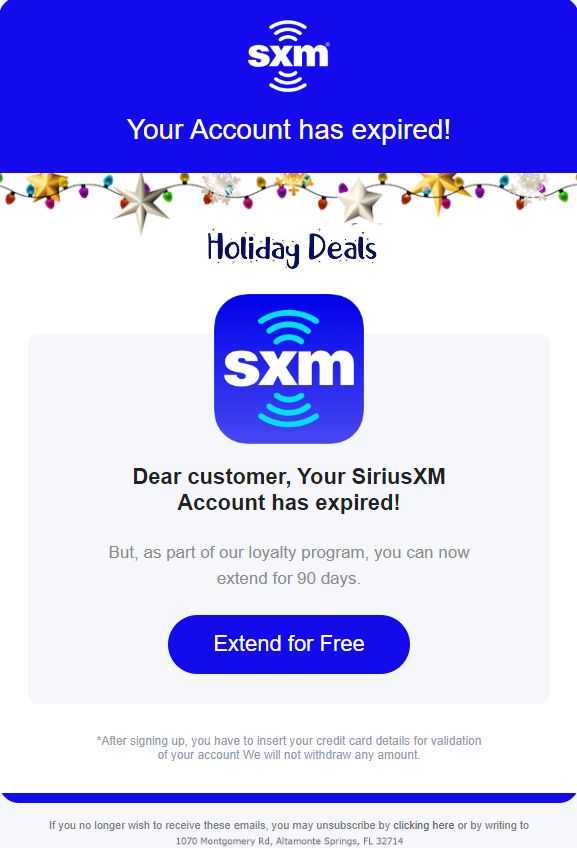 sxm®
Your Account has expired!
Holiday Deals
sxm
Dear customer, Your SiriusXM
Account has expired!
But, as part of our loyalty program, you can now
extend for 90 days.
Extend for Free
*After signing up, you have to insert your credit card details for validation
of your account We will not withdraw any amount.
If you no longer wish to receive these emails, you may unsubscribe by clicking here or by writing to
1070 Montgomery Rd, Altamonte Springs, FL 32714